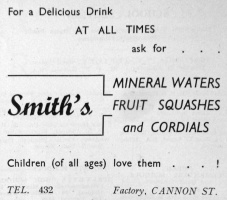 For a Delicious Drink
AT ALL TIMES
ask for . . .
Smith's
MINERAL WATERS
FRUIT SQUASHES
and CORDIALS
Children (of all ages) love them . . . !
TEL. 432 Factory, CANNON ST.